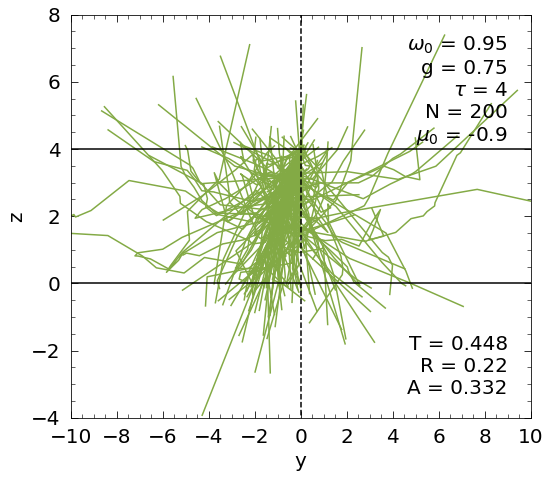 8
6
4
2
0
−2
−4
z
ω₀ = 0.95
g = 0.75
τ = 4
N = 200
μ₀ = -0.9
T = 0.448
R = 0.22
A = 0.332
−10 −8 −6 −4 −2 0 2 4 6 8 10
y